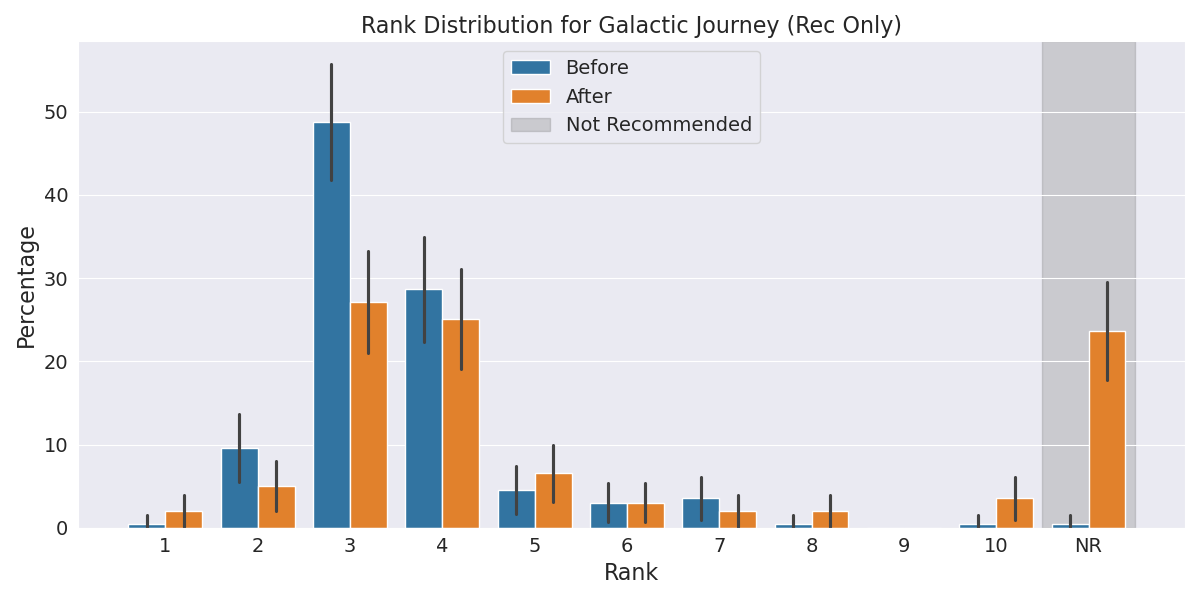 Rank Distribution for Galactic Journey (Rec Only)
Before
After
Not Recommended
Percentage
50
40
30
20
10
0
1 2 3 4 5 6 7 8 9 10 NR
Rank